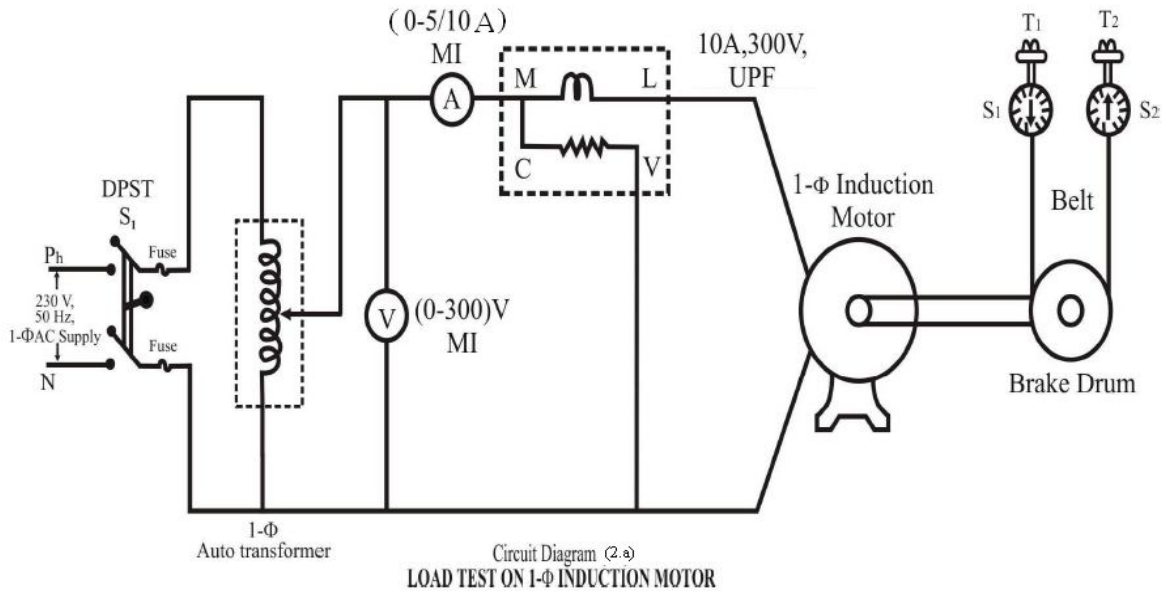 (0-5/10 A)
MI
A
M
L
C
V
10A,300V,
UPF
T1
T2
S1
S2
DPST
S1
Fuse
Ph
230 V,
50 Hz,
1-ΦAC Supply
N
Fuse
V
(0-300)V
MI
1-Φ Induction
Motor
Belt
Brake Drum
1-Φ
Auto transformer
Circuit Diagram (2.a)
LOAD TEST ON 1-Φ INDUCTION MOTOR